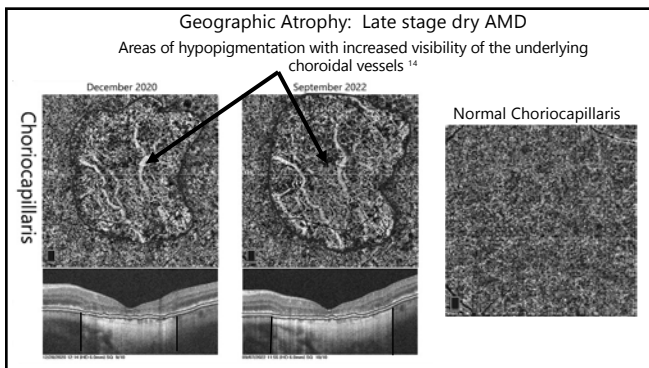 Geographic Atrophy: Late stage dry AMD
Areas of hypopigmentation with increased visibility of the underlying
choroidal vessels 14
December 2020
September 2022
Normal Choriocapillaris
Choriocapillaris